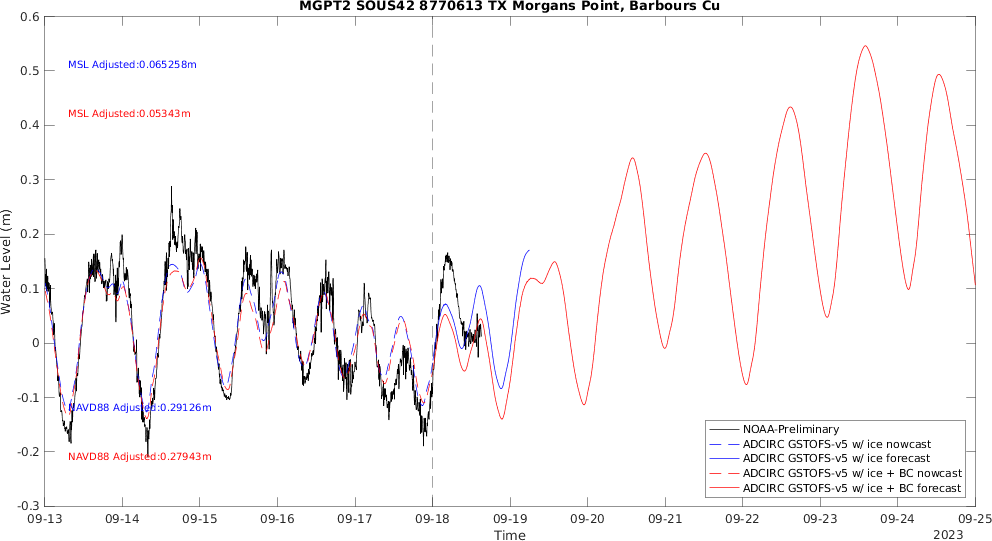 MGPT2 SOUS42 8770613 TX Morgans Point, Barbours Cu
0.6
0.5
0.4
0.3
0.2
0.1
0
-0.1
-0.2
-0.3
Water Level (m)
MSL Adjusted:0.065258m
MSL Adjusted:0.05343m
NAVD88 Adjusted:0.29126m
NAVD88 Adjusted:0.27943m
NOAA-Preliminary
ADCIRC GSTOFS-v5 w/ ice nowcast
ADCIRC GSTOFS-v5 w/ ice forecast
ADCIRC GSTOFS-v5 w/ ice + BC nowcast
ADCIRC GSTOFS-v5 w/ ice + BC forecast
09-13 09-14 09-15 09-16 09-17 09-18 09-19 09-20 09-21 09-22 09-23 09-24 09-25
Time
2023